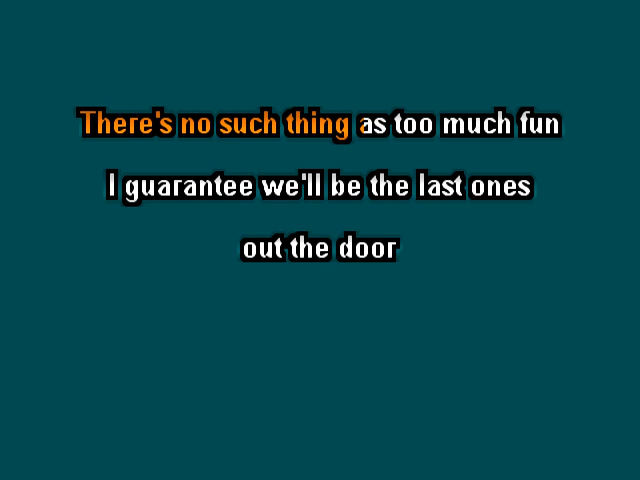 There's no such thing as too much fun
I guarantee we'll be the last ones
out the door